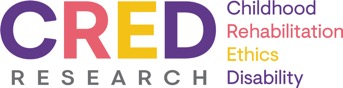 CRED
RESEARCH
Childhood
Rehabilitation
Ethics
Disability